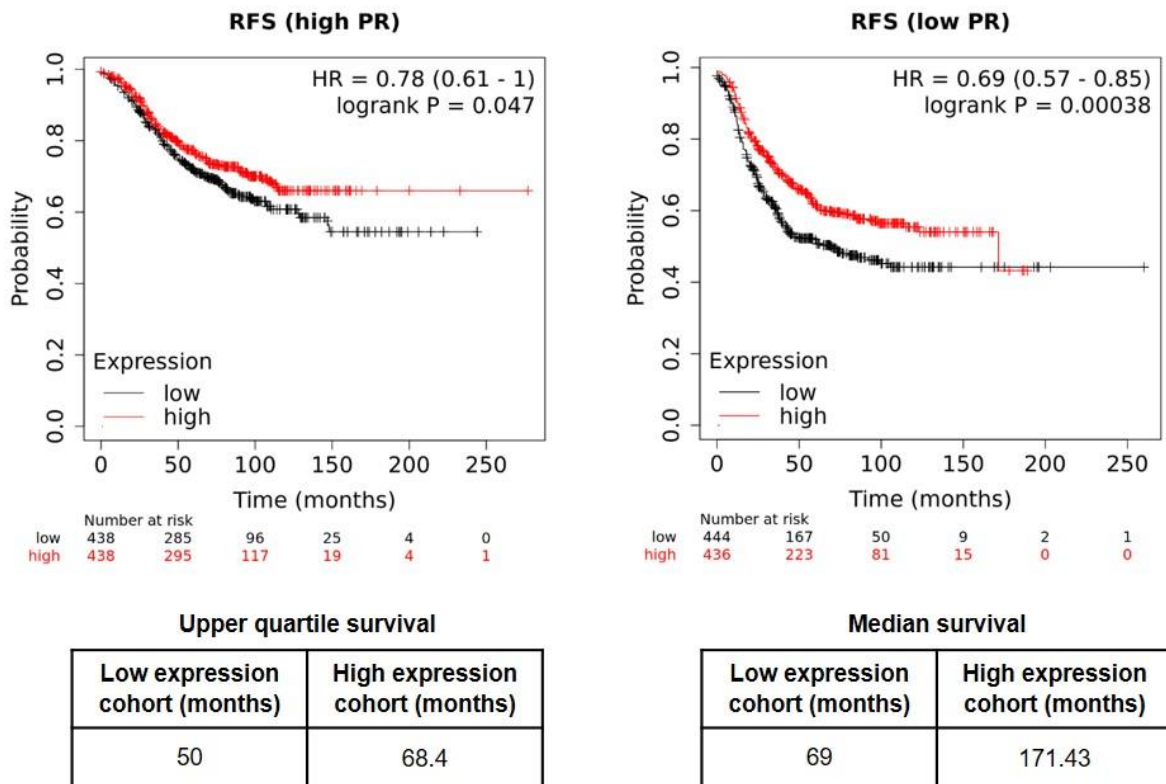 RFS (high PR)
HR = 0.78 (0.61 - 1)
logrank P = 0.047
Probability
1.0
0.8
0.6
0.4
0.2
0.0
Expression
low
high
0 50 100 150 200 250
Time (months)
Number at risk
low 438 285 96 25 4 0
high 438 295 117 19 4 1
Upper quartile survival
Low expression cohort (months) High expression cohort (months)
50 68.4
RFS (low PR)
HR = 0.69 (0.57 - 0.85)
logrank P = 0.00038
Probability
1.0
0.8
0.6
0.4
0.2
0.0
Expression
low
high
0 50 100 150 200 250
Time (months)
Number at risk
low 444 167 50 9 2 1
high 436 223 81 15 0 0
Median survival
Low expression cohort (months) High expression cohort (months)
69 171.43